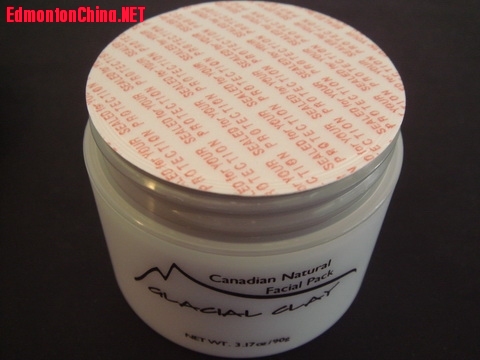 EdmontonChina.NET
SEALED for YOUR
PROTECTION
Canadian Natural
Facial Pack
GLACIAL CLAY
NET WT. 3.17oz/90g